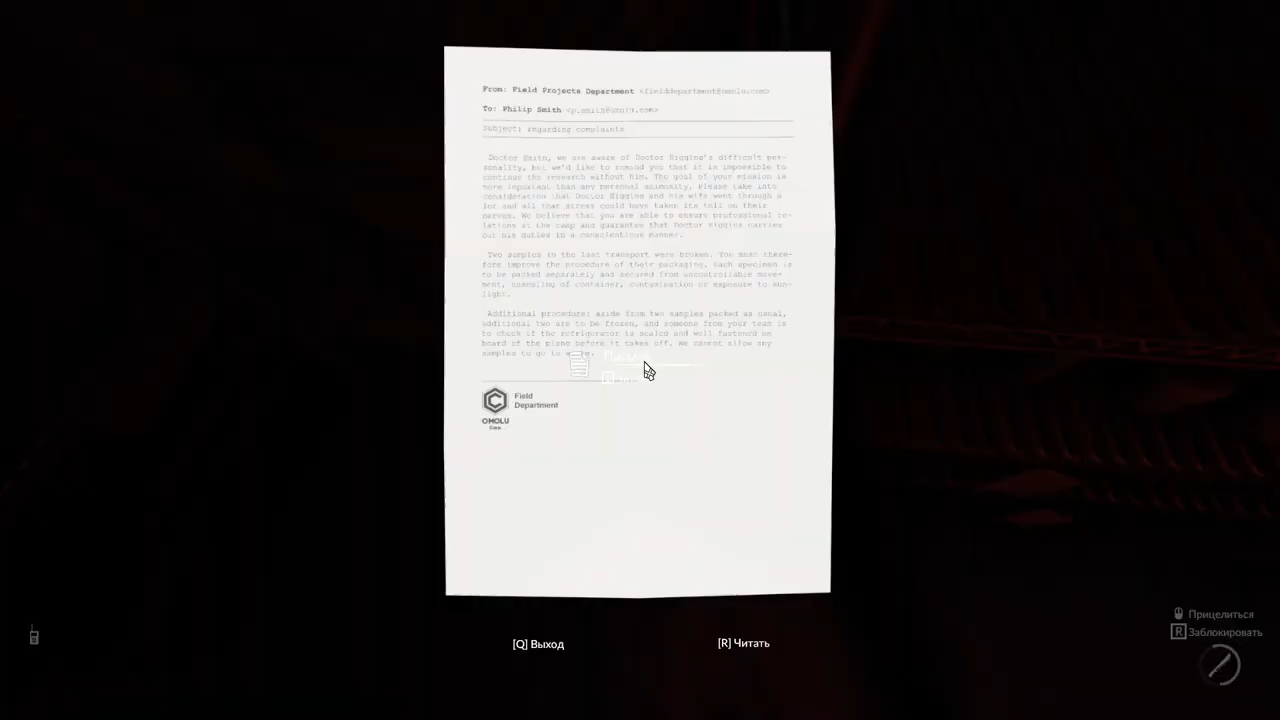 From: Field Projects Department <fielddepartment@omolu.com>
To: Philip Smith <p.smith@omolu.com>
Subject: regarding complaints
Doctor Smith, we are aware of Doctor Higgins's difficult per-
sonality, but we'd like to remind you that it is impossible to
continue the research without him. The goal of your mission is
more important than any personal animosity. Please take into
consideration that Doctor Higgins and his wife went through a
lot and all that stress could have taken its toll on their
nerves. We believe that you are able to ensure professional re-
lations at the camp and guarantee that Doctor Higgins carries
out his duties in a conscientious manner.
Two samples in the last transport were broken. You must there-
fore improve the procedure of their packaging. Each specimen is
to be packed separately and secured from uncontrollable move-
ment, unsealing of container, contamination or exposure to sun-
light.
Additional procedure: aside from two samples packed as usual,
additional two are to be frozen, and someone from your team is
to check if the refrigerator is sealed and well fastened on
board of the plane before it takes off. We cannot allow any
samples to go to waste.
Field
Department
OMOLU
Corp.
[Q] Выход
[R] Читать
Прицелиться
R Заблокировать